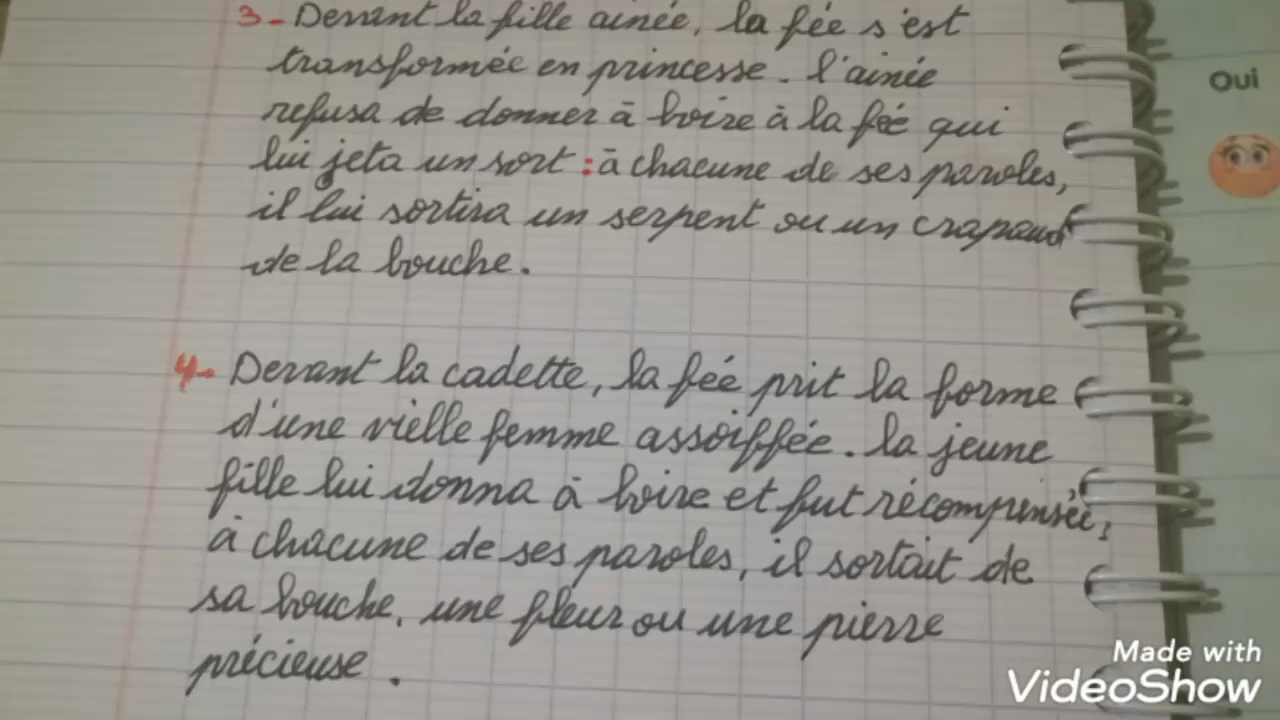 3- Devant la fille ainée, la fée s'est
transformée en princesse. l'ainée
refusa de donner à boire à la fée qui
lui jeta un sort : à chacune de ses paroles,
il lui sortira un serpent ou un crapaud
de la bouche.
4- Devant la cadette, la fée prit la forme
d'une vielle femme assoiffée. la jeune
fille lui donna à boire et fut récompensée,
à chacune de ses paroles, il sortait de
sa bouche, une fleur ou une pierre
précieuse.
Oui
Made with
VideoShow